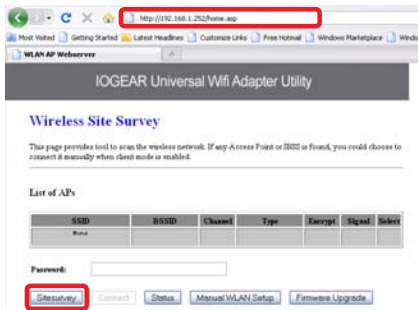 http://192.168.1.252/home.asp
Most Visited Getting Started Latest Headlines Customize Links Free Hotmail Windows Marketplace
WLAN AP Webserver
IOGEAR Universal Wifi Adapter Utility
Wireless Site Survey
This page provides tool to scan the wireless network. If any Access Point or IBSS is found, you could choose to
connect it manually when client mode is enabled.
List of APs
SSID BSSID Channel Type Encrypt Signal Select
None
Password:
Sitesurvey Connect Status Manual WLAN Setup Firmware Upgrade